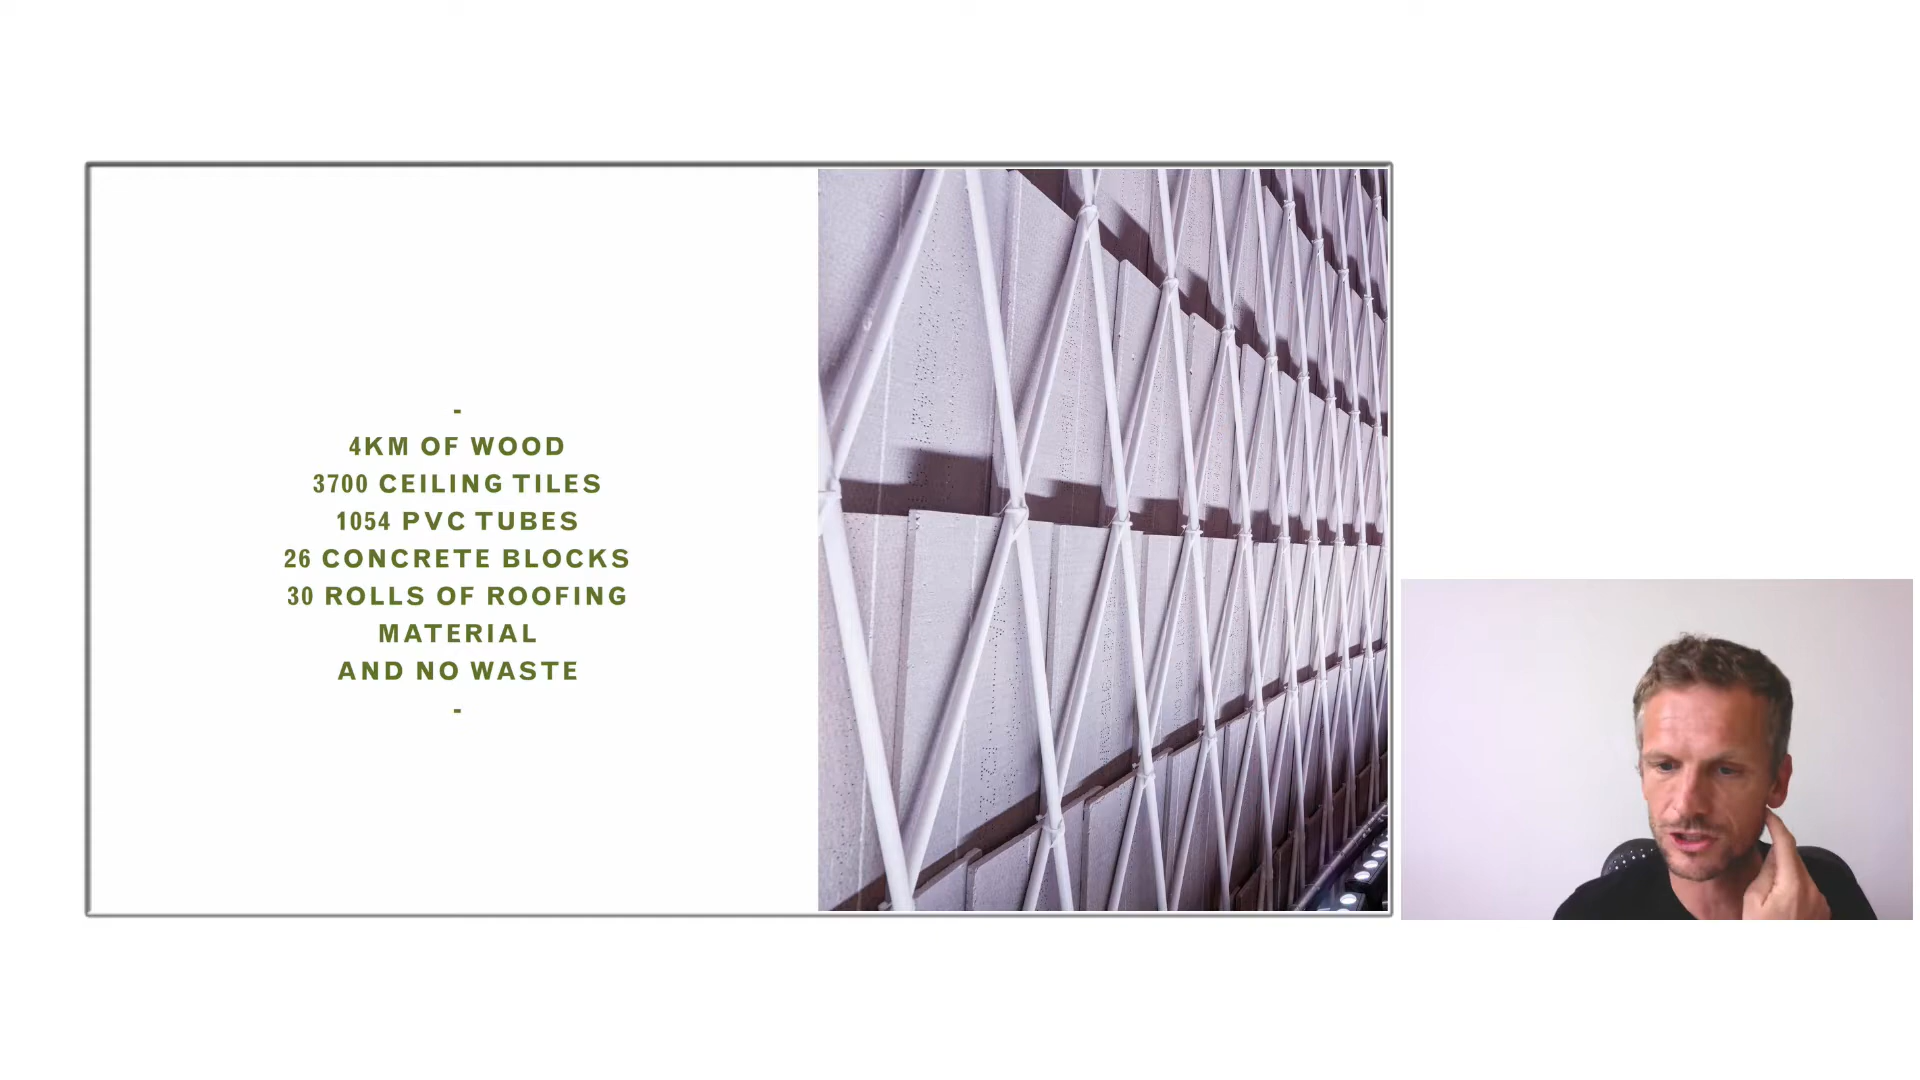 -
4KM OF WOOD
3700 CEILING TILES
1054 PVC TUBES
26 CONCRETE BLOCKS
30 ROLLS OF ROOFING
MATERIAL
AND NO WASTE
-